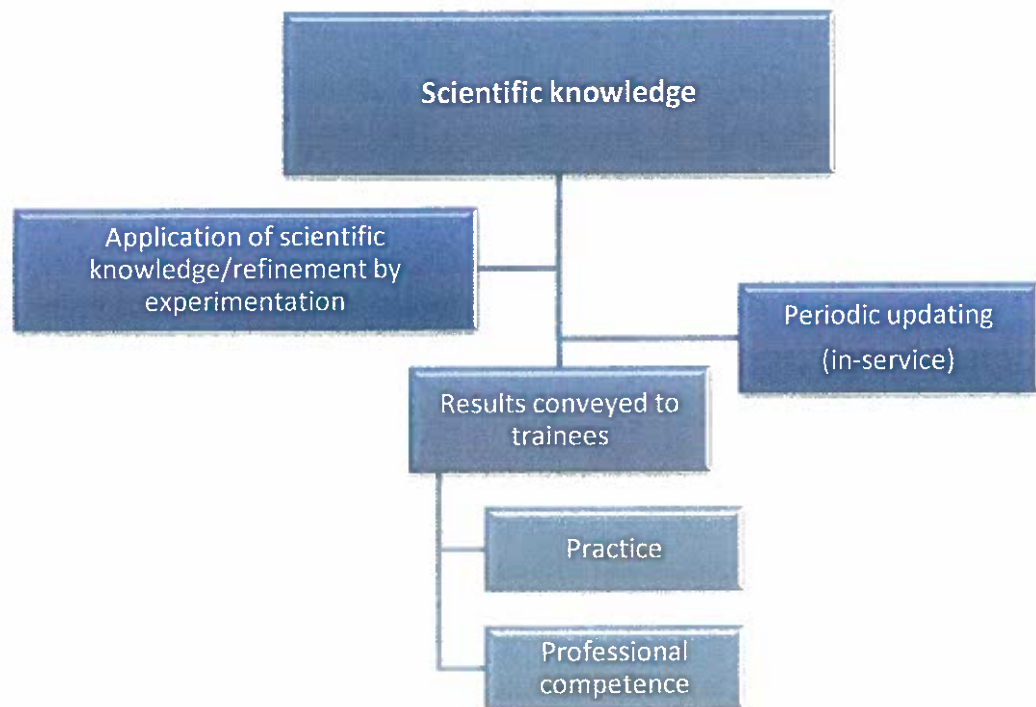 Scientific knowledge
Application of scientific
knowledge/refinement by
experimentation
Periodic updating
(in-service)
Results conveyed to
trainees
Practice
Professional
competence